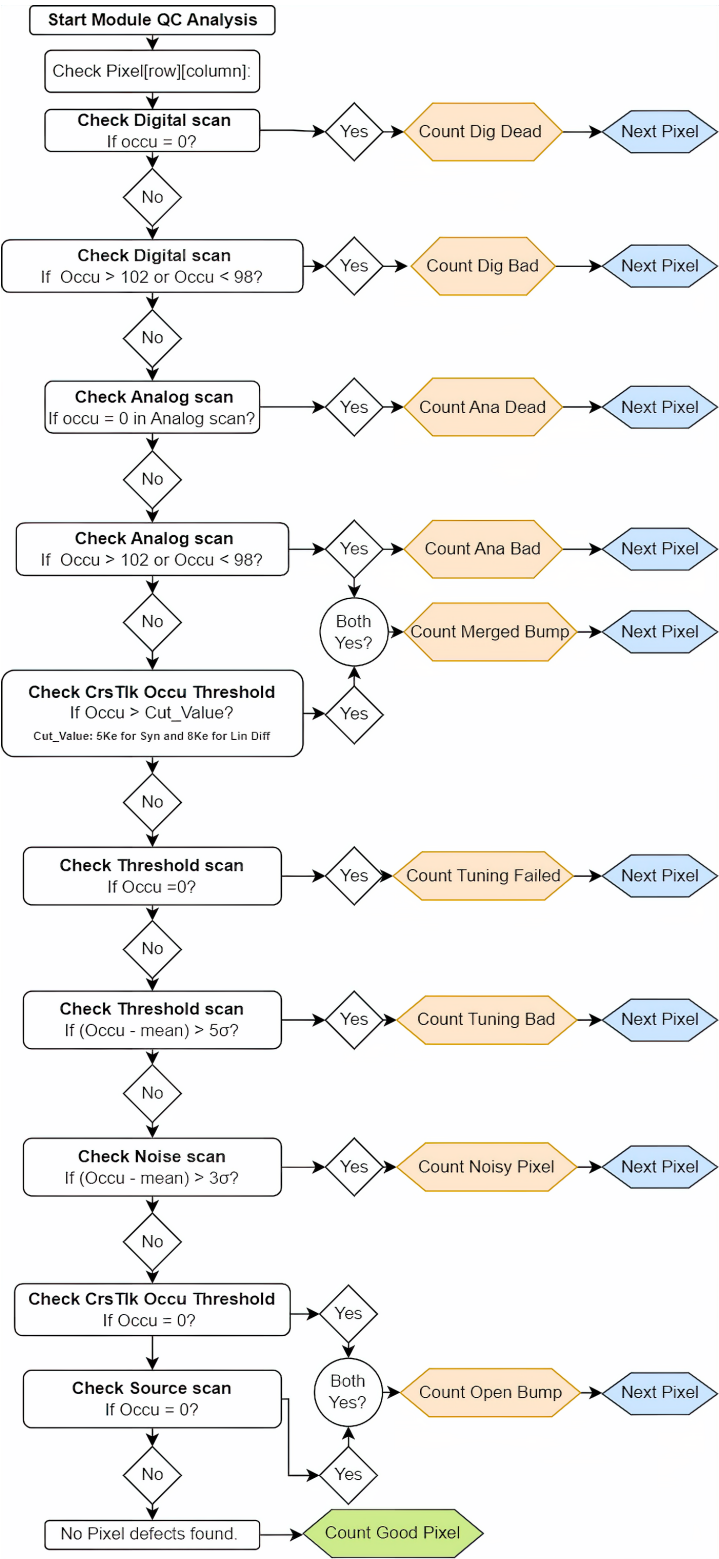 Start Module QC Analysis
Check Pixel[row][column]:
Check Digital scan
If occu = 0?
Yes
Count Dig Dead
Next Pixel
No
Check Digital scan
If Occu > 102 or Occu < 98?
Yes
Count Dig Bad
Next Pixel
No
Check Analog scan
If occu = 0 in Analog scan?
Yes
Count Ana Dead
Next Pixel
No
Check Analog scan
If Occu > 102 or Occu < 98?
Yes
Count Ana Bad
Next Pixel
No
Both
Yes?
Count Merged Bump
Next Pixel
Check CrsTlk Occu Threshold
If Occu > Cut_Value?
Cut_Value: 5Ke for Syn and 8Ke for Lin Diff
Yes
No
Check Threshold scan
If Occu =0?
Yes
Count Tuning Failed
Next Pixel
No
Check Threshold scan
If (Occu - mean) > 5σ?
Yes
Count Tuning Bad
Next Pixel
No
Check Noise scan
If (Occu - mean) > 3σ?
Yes
Count Noisy Pixel
Next Pixel
No
Check CrsTlk Occu Threshold
If Occu = 0?
Yes
Check Source scan
If Occu = 0?
Both
Yes?
Count Open Bump
Next Pixel
Yes
No
No Pixel defects found.
Count Good Pixel